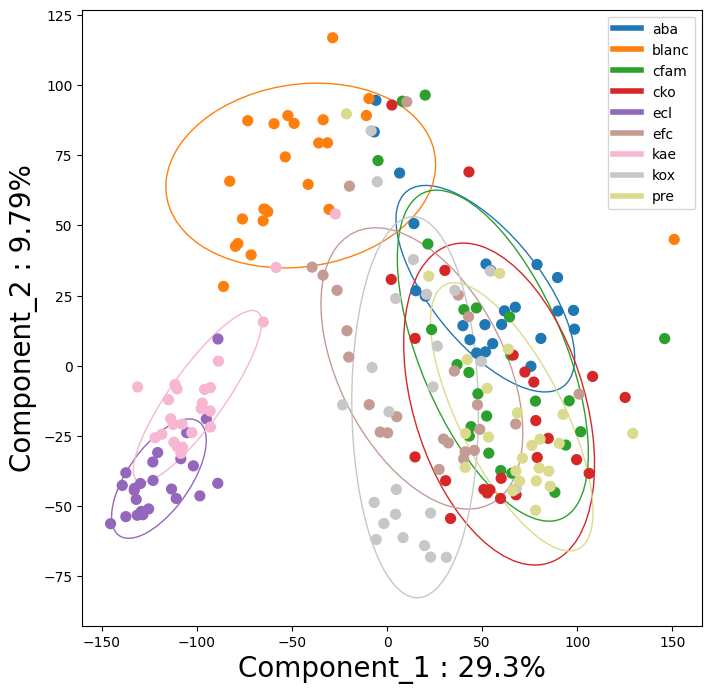 125
100
75
50
25
0
−25
−50
−75
−150
−100
−50
0
50
100
150
Component_1 : 29.3%
Component_2 : 9.79%
aba
blanc
cfam
cko
ecl
efc
kae
kox
pre